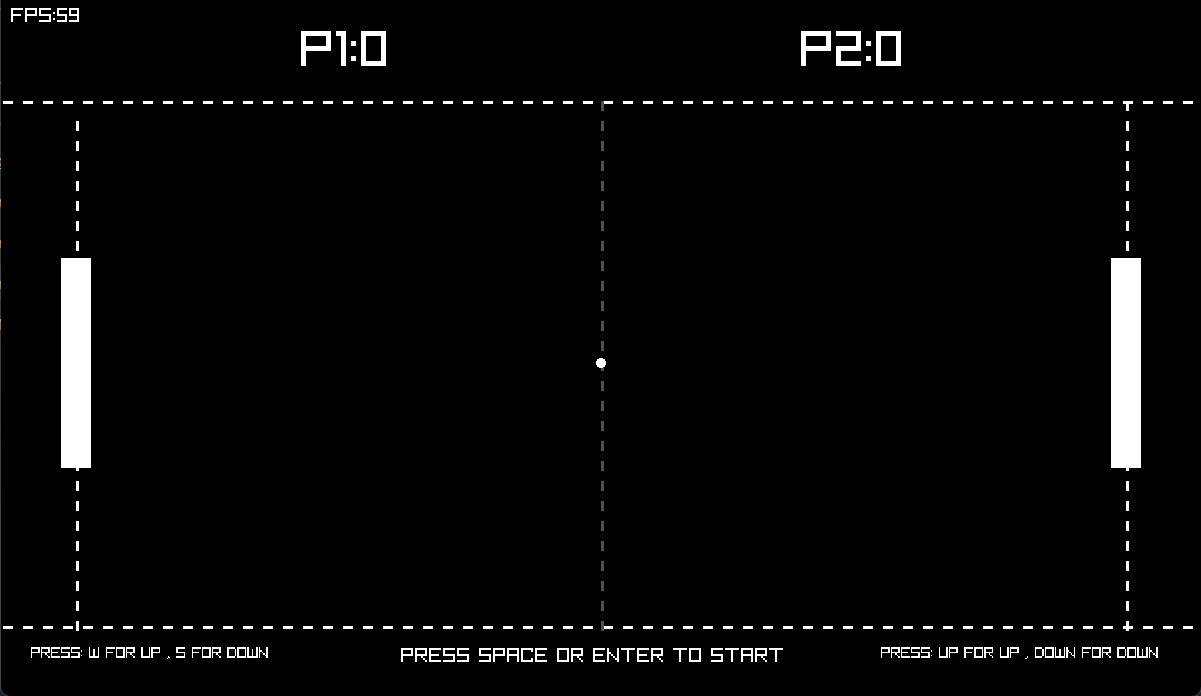 FPS:59
P1:0
P2:0
PRESS: W FOR UP , S FOR DOWN
PRESS SPACE OR ENTER TO START
PRESS: UP FOR UP , DOWN FOR DOWN